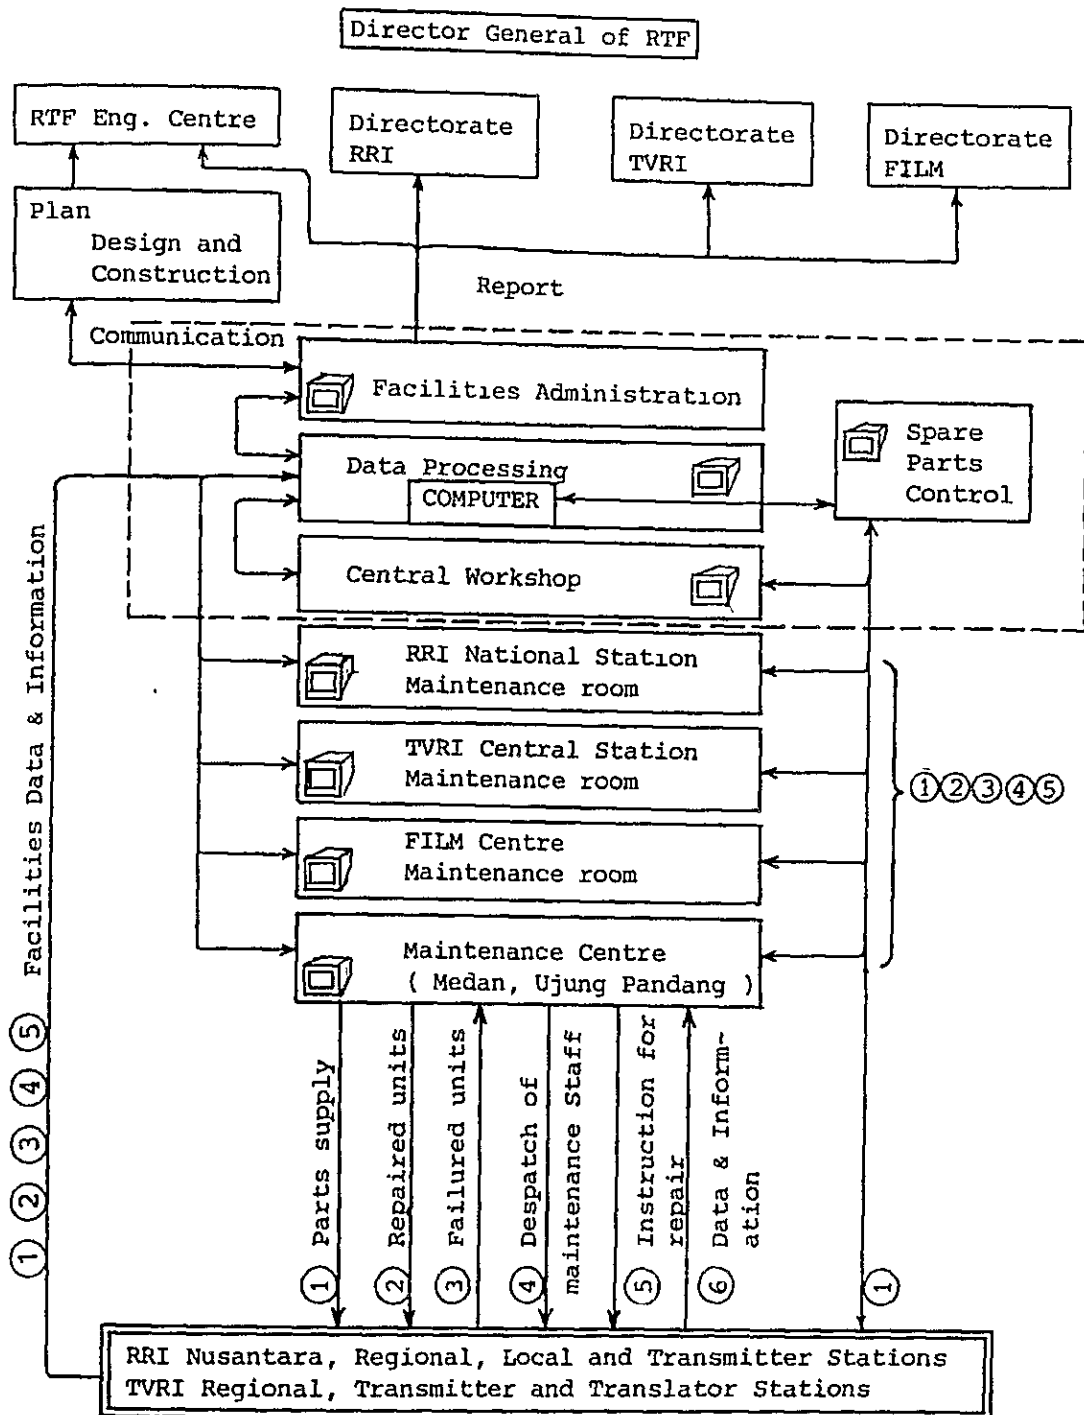 Director General of RTF
RTF Eng. Centre
Directorate
RRI
Directorate
TVRI
Directorate
FILM
Plan
Design and
Construction
Report
Communication
Facilities Administration
Spare
Parts
Control
Data Processing
COMPUTER
Central Workshop
RRI National Station
Maintenance room
TVRI Central Station
Maintenance room
①②③④⑤
FILM Centre
Maintenance room
Maintenance Centre
( Medan, Ujung Pandang )
① ② ③ ④ ⑤ Facilities Data & Information
① Parts supply
② Repaired units
③ Failured units
④ Despatch of
maintenance Staff
⑤ Instruction for
repair
⑥ Data & Inform-
ation
①
RRI Nusantara, Regional, Local and Transmitter Stations
TVRI Regional, Transmitter and Translator Stations